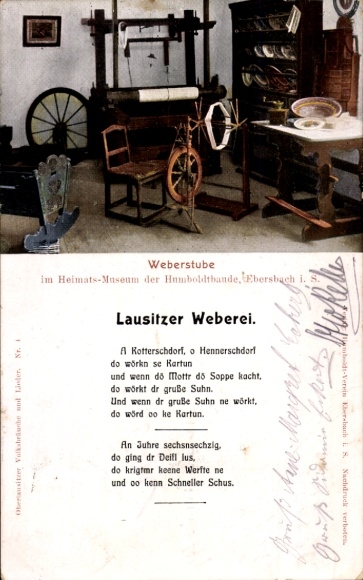 Weberstube
im Heimats-Museum der Humboldtbaude, Ebersbach i. S.
Lausitzer Weberei.
A Kotterschdorf, o Hennerschdorf
do wörkn se Kartun
und wenn dö Mottr dö Soppe kacht,
do wörkt dr gruße Suhn.
Und wenn dr gruße Suhn ne wörkt,
do wörd oo ke Kartun.
An Juhre sechsnsechzig,
do ging dr Deifl lus,
do krigtmr keene Werfte ne
und oo kenn Schneller Schus.
Oberlausitzer Volksbräuche und Lieder. Nr. 1
Humboldt-Verein Ebersbach i. S. Nachdruck verboten.
Gruß
Gruß